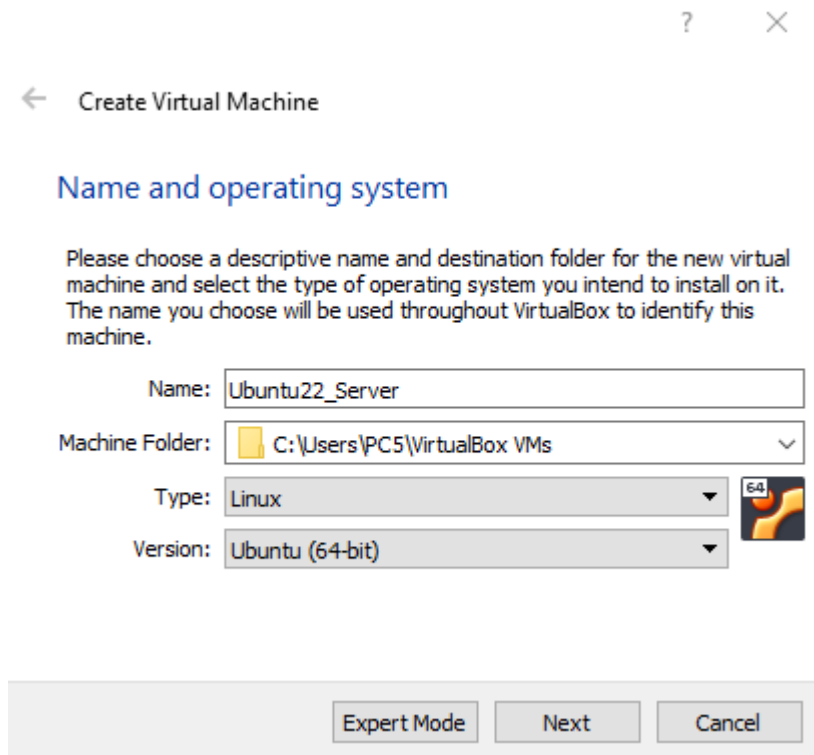 ?
Create Virtual Machine
Name and operating system
Please choose a descriptive name and destination folder for the new virtual
machine and select the type of operating system you intend to install on it.
The name you choose will be used throughout VirtualBox to identify this
machine.
Name: Ubuntu22_Server
Machine Folder: C:\Users\PC5\VirtualBox VMs
Type: Linux
64
Version: Ubuntu (64-bit)
Expert Mode Next Cancel